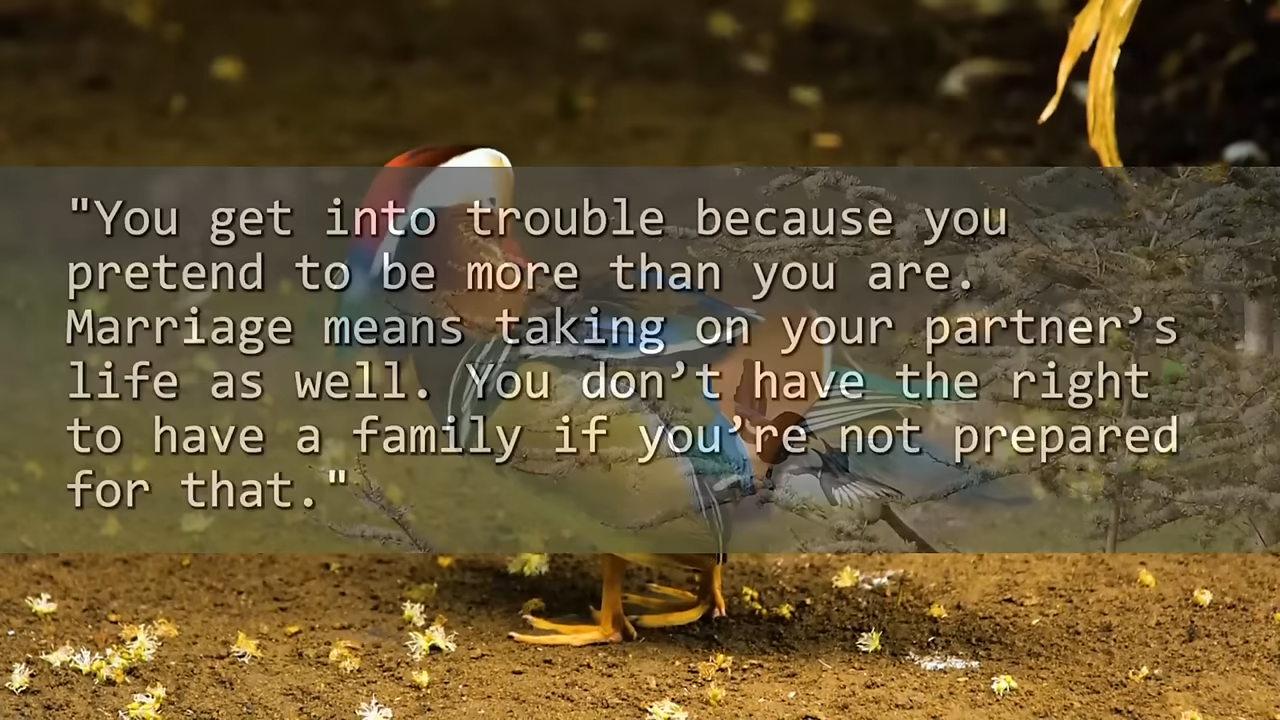 "You get into trouble because you
pretend to be more than you are.
Marriage means taking on your partner’s
life as well. You don’t have the right
to have a family if you’re not prepared
for that."